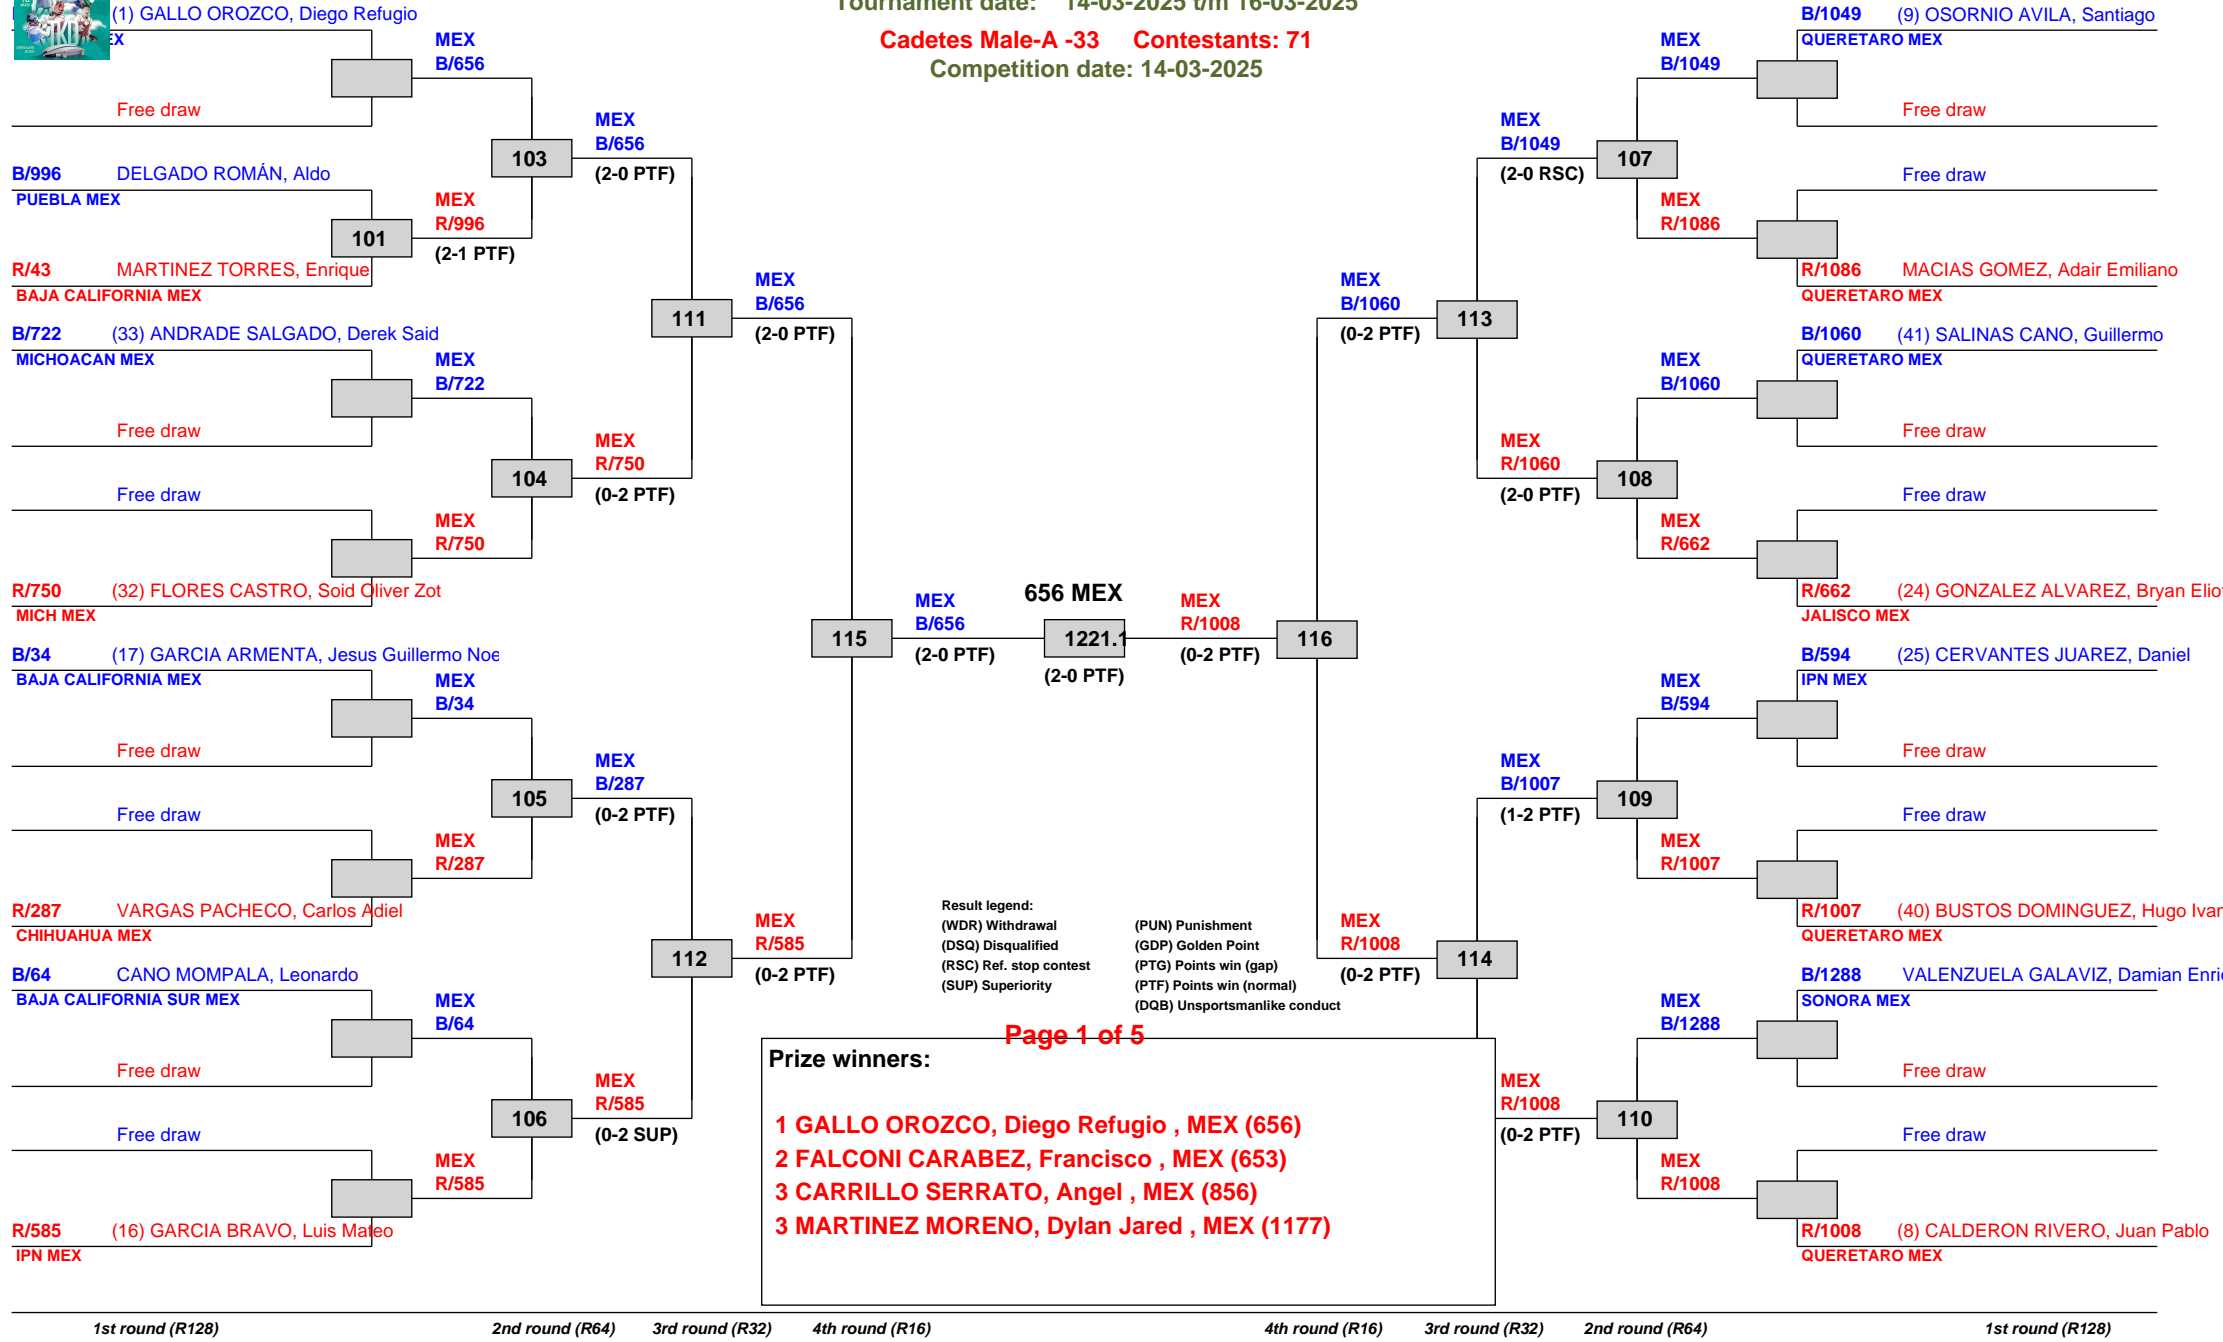 Tournament date: 14-03-2025 t/m 16-03-2025
Cadetes Male-A -33 Contestants: 71
Competition date: 14-03-2025
(1) GALLO OROZCO, Diego Refugio
EX
Free draw
B/996 DELGADO ROMÁN, Aldo
PUEBLA MEX
R/43 MARTINEZ TORRES, Enrique
BAJA CALIFORNIA MEX
B/722 (33) ANDRADE SALGADO, Derek Said
MICHOACAN MEX
Free draw
Free draw
R/750 (32) FLORES CASTRO, Soid Oliver Zot
MICH MEX
B/34 (17) GARCIA ARMENTA, Jesus Guillermo Noe
BAJA CALIFORNIA MEX
Free draw
Free draw
R/287 VARGAS PACHECO, Carlos Adiel
CHIHUAHUA MEX
B/64 CANO MOMPALA, Leonardo
BAJA CALIFORNIA SUR MEX
Free draw
Free draw
R/585 (16) GARCIA BRAVO, Luis Mateo
IPN MEX
101
MEX
B/656
MEX
R/996
(2-1 PTF)
MEX
B/722
MEX
R/750
MEX
B/34
MEX
R/287
MEX
B/64
MEX
R/585
103
104
105
106
MEX
B/656
(2-0 PTF)
MEX
R/750
(0-2 PTF)
MEX
B/287
(0-2 PTF)
MEX
R/585
(0-2 SUP)
111
112
MEX
B/656
(2-0 PTF)
MEX
R/585
(0-2 PTF)
115
MEX
B/656
(2-0 PTF)
656 MEX
1221.1
(2-0 PTF)
MEX
R/1008
(0-2 PTF)
116
MEX
B/1060
(0-2 PTF)
MEX
R/1008
(0-2 PTF)
113
114
MEX
B/1049
(2-0 RSC)
MEX
R/1060
(2-0 PTF)
MEX
B/1007
(1-2 PTF)
MEX
R/1008
(0-2 PTF)
107
108
109
110
MEX
B/1049
MEX
R/1086
MEX
B/1060
MEX
R/662
MEX
B/594
MEX
R/1007
MEX
B/1288
MEX
R/1008
B/1049 (9) OSORNIO AVILA, Santiago
QUERETARO MEX
Free draw
Free draw
R/1086 MACIAS GOMEZ, Adair Emiliano
QUERETARO MEX
B/1060 (41) SALINAS CANO, Guillermo
QUERETARO MEX
Free draw
Free draw
R/662 (24) GONZALEZ ALVAREZ, Bryan Elio
JALISCO MEX
B/594 (25) CERVANTES JUAREZ, Daniel
IPN MEX
Free draw
Free draw
R/1007 (40) BUSTOS DOMINGUEZ, Hugo Ivan
QUERETARO MEX
B/1288 VALENZUELA GALAVIZ, Damian Enri
SONORA MEX
Free draw
Free draw
R/1008 (8) CALDERON RIVERO, Juan Pablo
QUERETARO MEX
Result legend:
(WDR) Withdrawal (PUN) Punishment
(DSQ) Disqualified (GDP) Golden Point
(RSC) Ref. stop contest (PTG) Points win (gap)
(SUP) Superiority (PTF) Points win (normal)
(DQB) Unsportsmanlike conduct
Page 1 of 5
Prize winners:
1 GALLO OROZCO, Diego Refugio , MEX (656)
2 FALCONI CARABEZ, Francisco , MEX (653)
3 CARRILLO SERRATO, Angel , MEX (856)
3 MARTINEZ MORENO, Dylan Jared , MEX (1177)
1st round (R128) 2nd round (R64) 3rd round (R32) 4th round (R16) 4th round (R16) 3rd round (R32) 2nd round (R64) 1st round (R128)